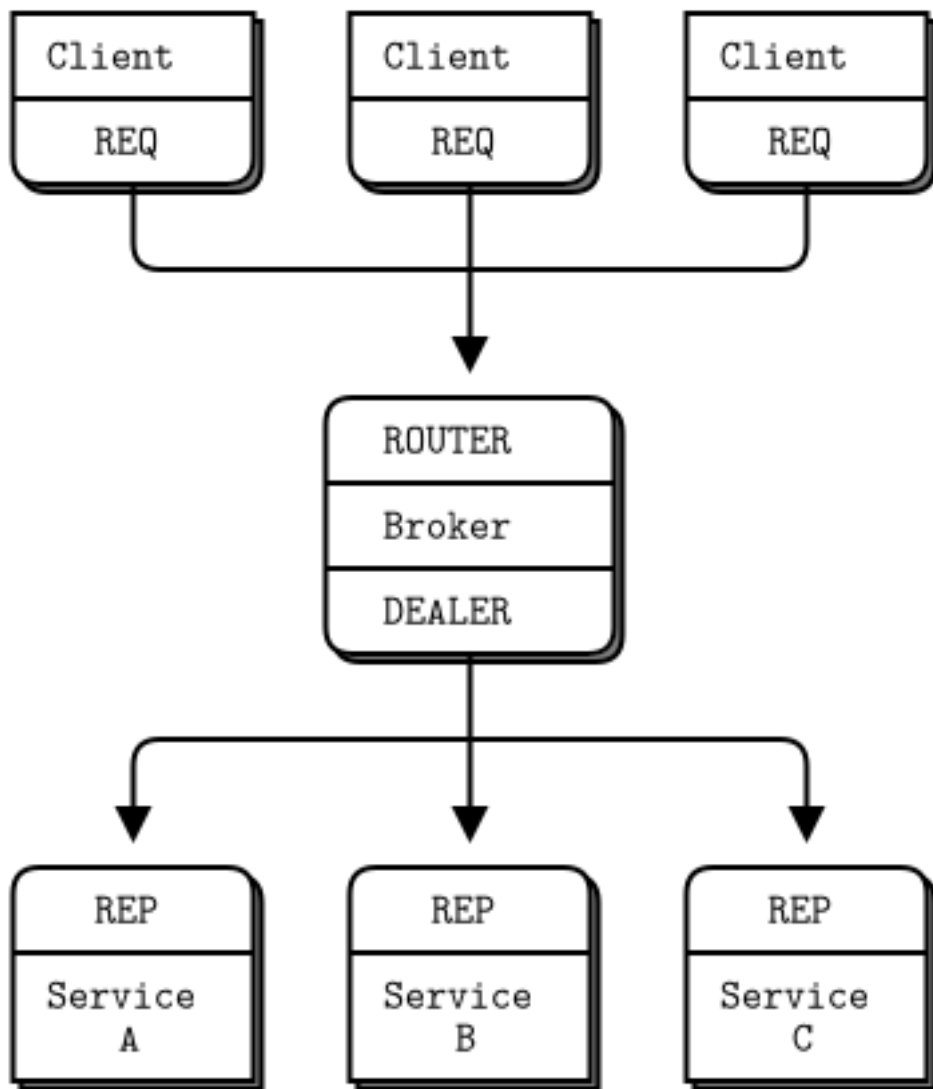 Client
Client
Client
REQ
REQ
REQ
ROUTER
Broker
DEALER
REP
REP
REP
Service
Service
Service
A
B
C